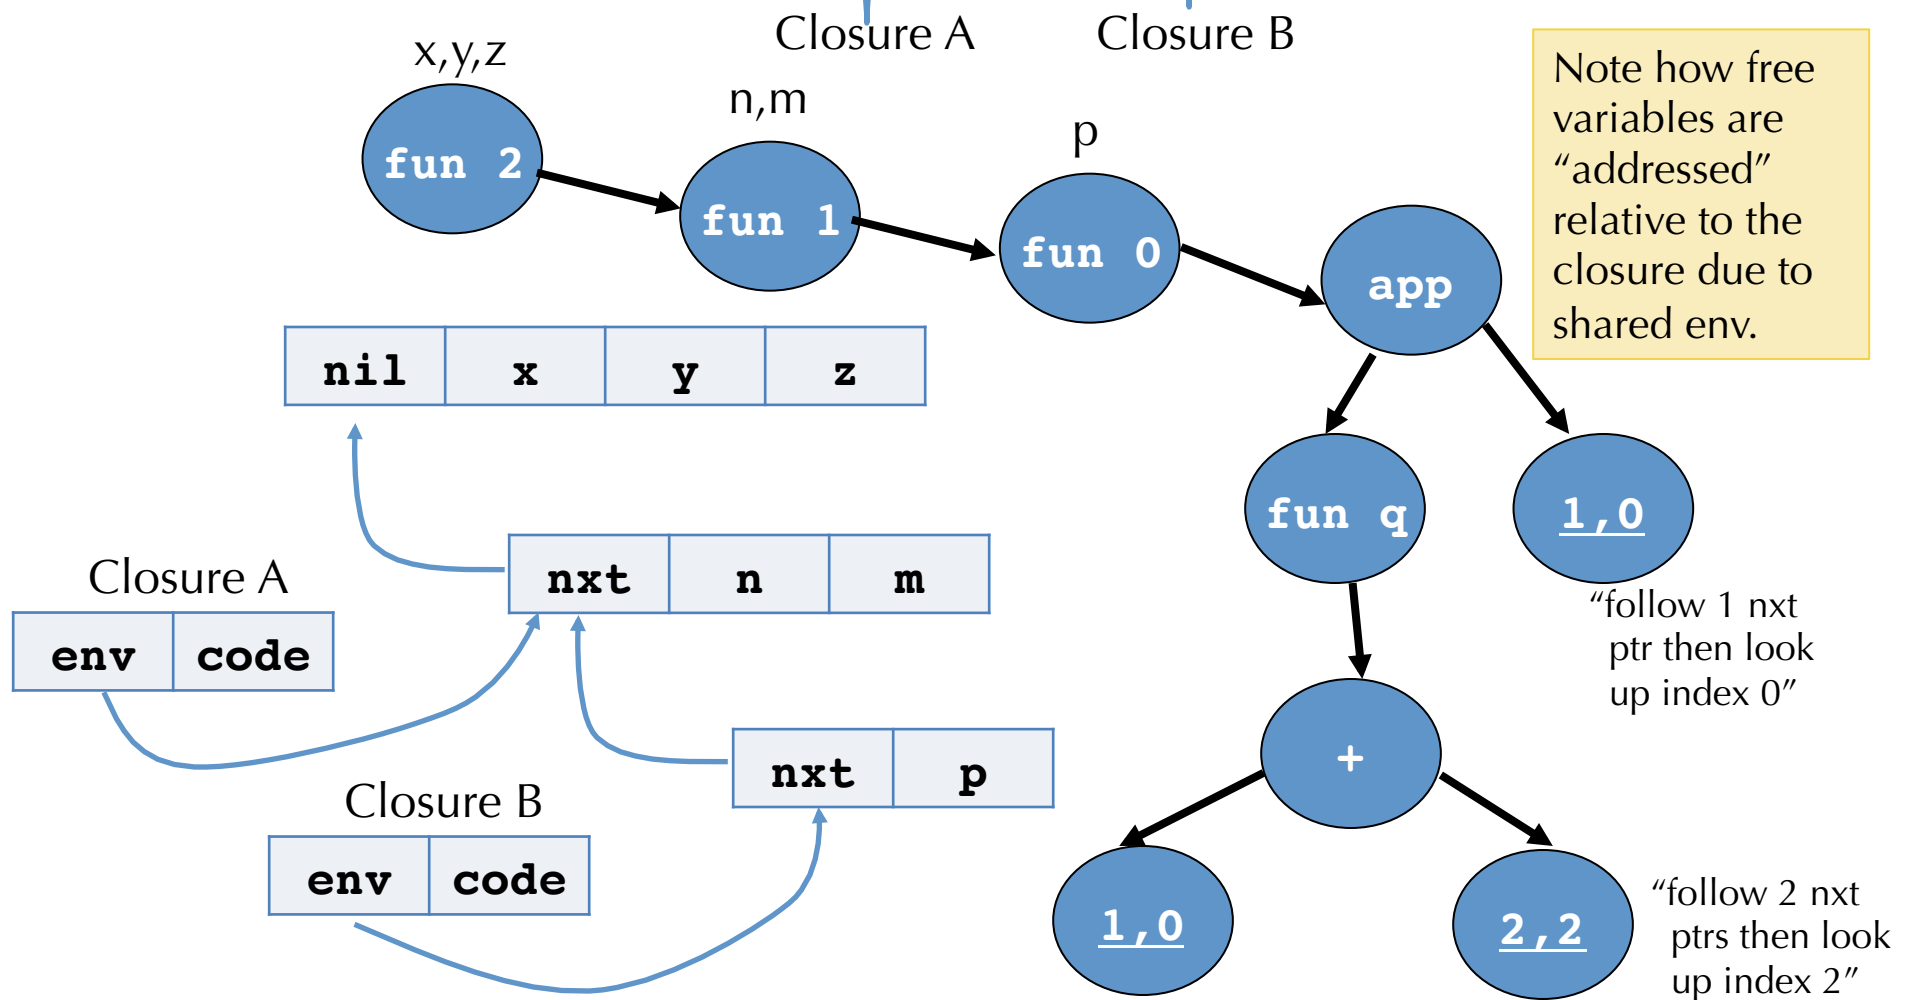 Closure A
Closure B
x,y,z
n,m
p
fun 2
fun 1
fun 0
app
Note how free
variables are
“addressed”
relative to the
closure due to
shared env.
nil x y z
fun q
1,0
“follow 1 nxt
ptr then look
up index 0”
nxt n m
Closure A
env code
nxt p
+
Closure B
env code
1,0
2,2
“follow 2 nxt
ptrs then look
up index 2”